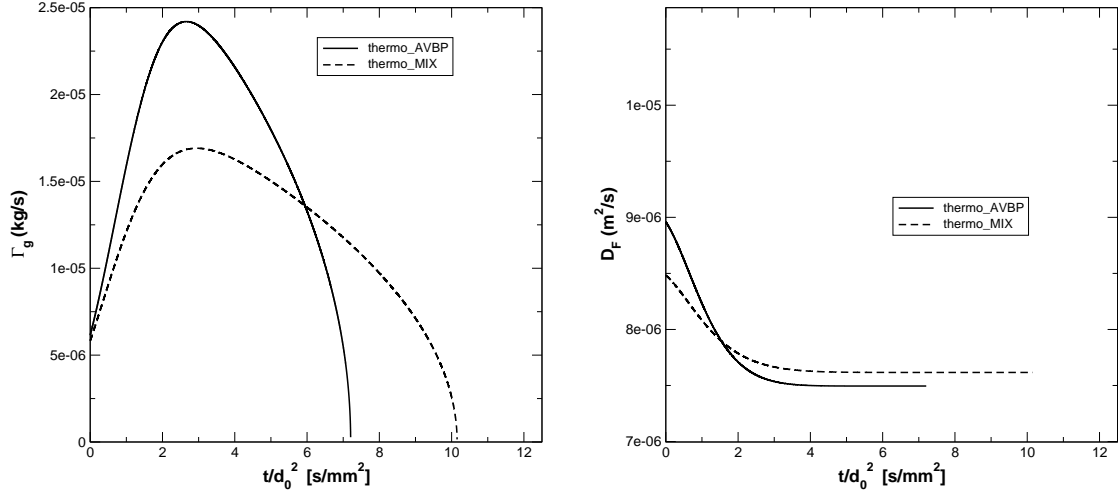 2.5e-05
2e-05
1.5e-05
1e-05
5e-06
0
Γg (kg/s)
thermo_AVBP
thermo_MIX
0 2 4 6 8 10 12
t/d0² [s/mm²]
1e-05
9e-06
8e-06
7e-06
DF (m²/s)
thermo_AVBP
thermo_MIX
0 2 4 6 8 10 12
t/d0² [s/mm²]